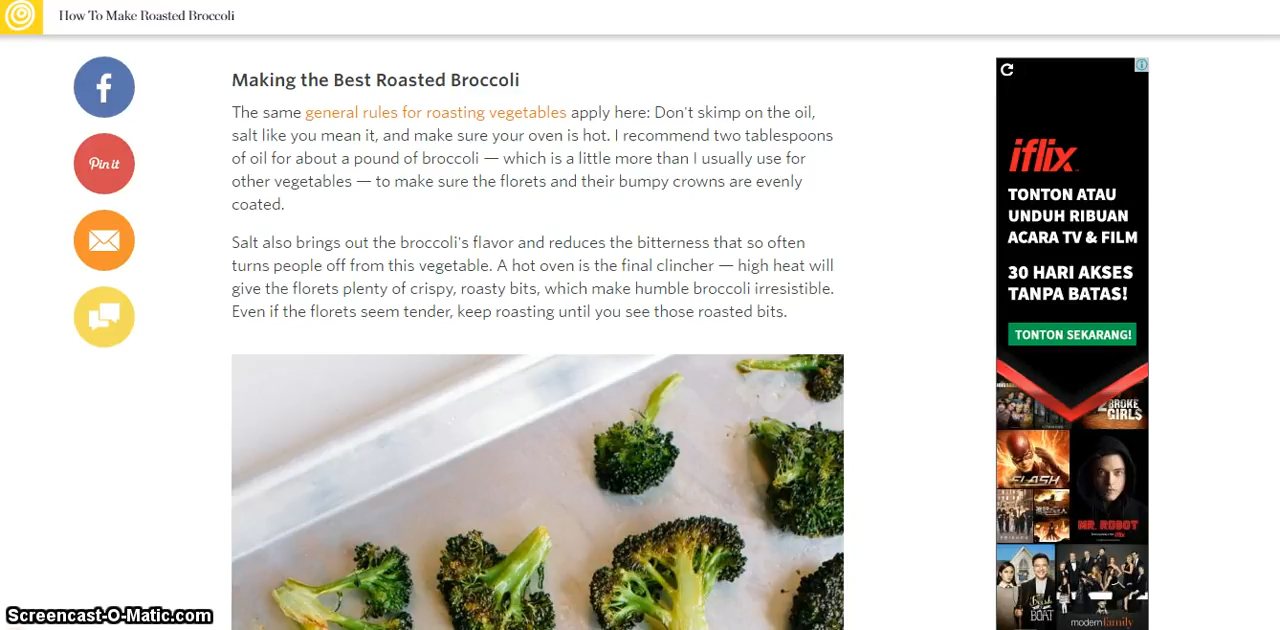 How To Make Roasted Broccoli
Making the Best Roasted Broccoli
The same general rules for roasting vegetables apply here: Don't skimp on the oil,
salt like you mean it, and make sure your oven is hot. I recommend two tablespoons
of oil for about a pound of broccoli — which is a little more than I usually use for
other vegetables — to make sure the florets and their bumpy crowns are evenly
coated.
Salt also brings out the broccoli's flavor and reduces the bitterness that so often
turns people off from this vegetable. A hot oven is the final clincher — high heat will
give the florets plenty of crispy, roasty bits, which make humble broccoli irresistible.
Even if the florets seem tender, keep roasting until you see those roasted bits.
f
Pin it
iflix
TONTON ATAU
UNDUH RIBUAN
ACARA TV & FILM
30 HARI AKSES
TANPA BATAS!
TONTON SEKARANG!
2 BROKE
GIRLS
FLASH
FRIENDS
MR. ROBOT
BOAT
modern family
Screencast-O-Matic.com